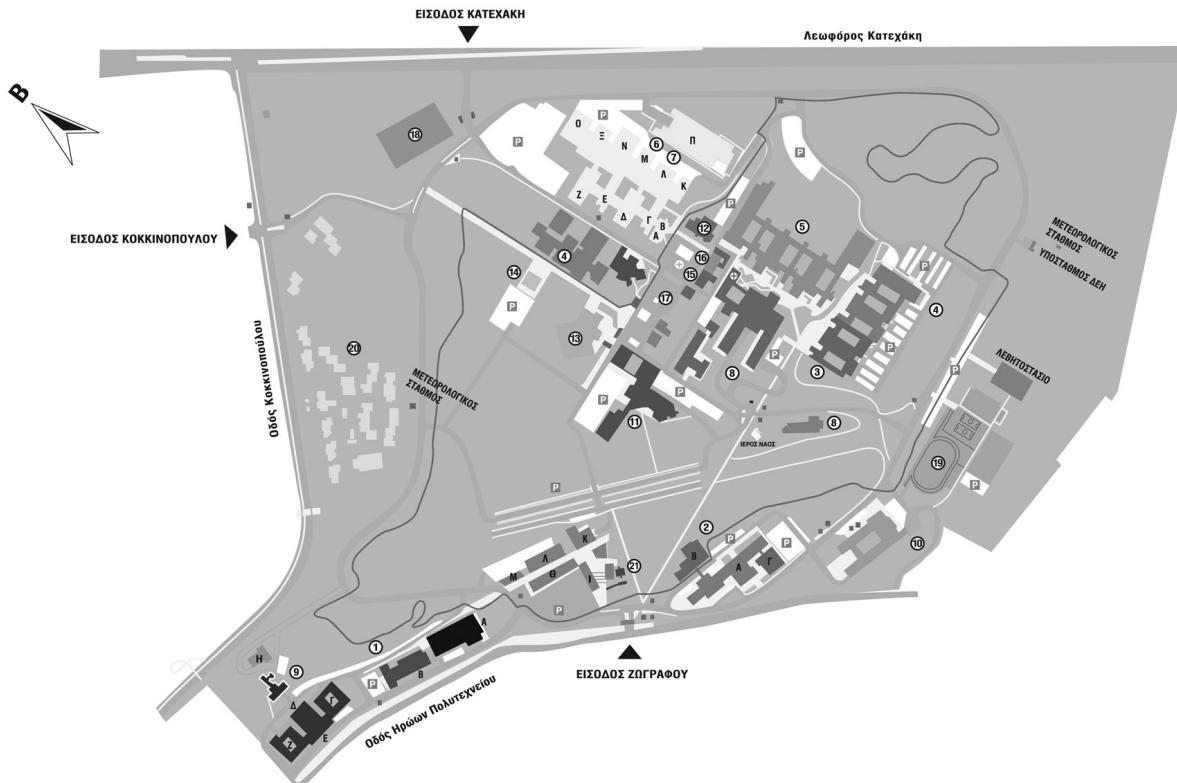 ΕΙΣΟΔΟΣ ΚΑΤΕΧΑΚΗ
Λεωφόρος Κατεχάκη
Β
18
P
P
Ο
Ξ
Ν
Μ
Λ
Κ
6
7
Π
Ζ
Ε
Δ
Γ
Β
Α
P
P
ΕΙΣΟΔΟΣ ΚΟΚΚΙΝΟΠΟΥΛΟΥ
12
5
ΜΕΤΕΩΡΟΛΟΓΙΚΟΣ
ΣΤΑΘΜΟΣ
ΥΠΟΣΤΑΘΜΟΣ ΔΕΗ
4
14
16
15
17
P
P
4
13
20
Οδός Κοκκινοπούλου
ΜΕΤΕΩΡΟΛΟΓΙΚΟΣ
ΣΤΑΘΜΟΣ
8
P
3
P
P
ΛΕΒΗΤΟΣΤΑΣΙΟ
P
P
11
ΙΕΡΟΣ ΝΑΟΣ
8
19
P
P
Κ
Λ
Μ
Θ
Ι
21
2
Β
P
Α
Γ
P
10
P
1
Α
Β
P
Η
9
Δ
Γ
Ζ
Ε
ΕΙΣΟΔΟΣ ΖΩΓΡΑΦΟΥ
Οδός Ηρώων Πολυτεχνείου